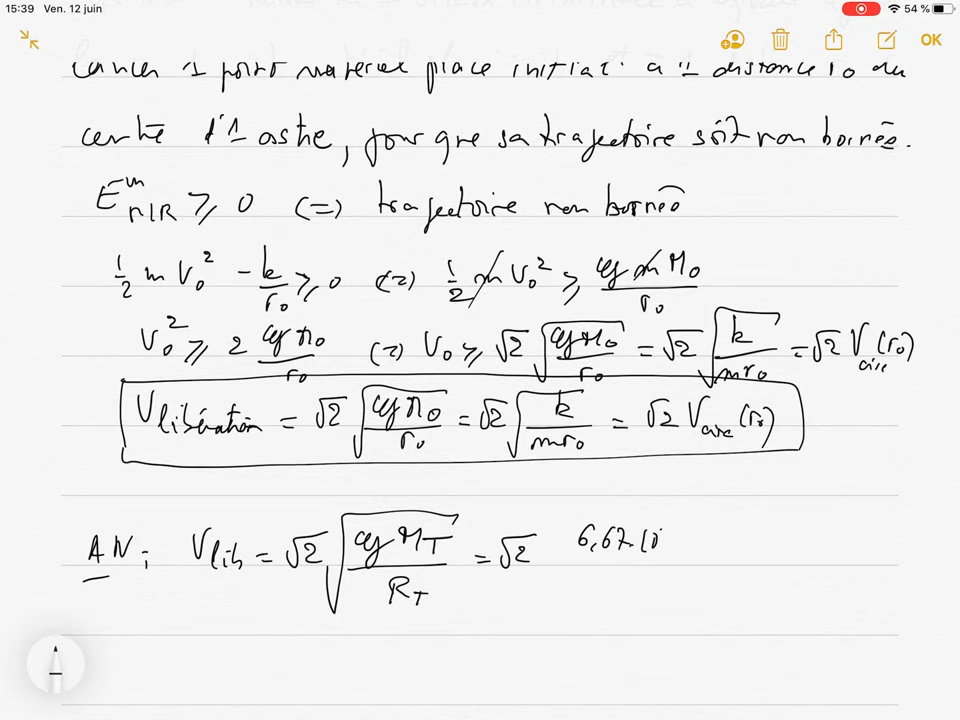 15:39 Ven. 12 juin 54 %
OK
lancer 1 point matériel placé initial^t à 1 distance r₀ du
centre d'1 astre, pour que sa trajectoire soit non bornée.
E^m_{M/R} ≥ 0 (=) trajectoire non bornée
1/2 m V₀² - k/r₀ ≥ 0 (=) 1/2 m V₀² ≥ G m M₀/r₀
V₀² ≥ 2 G M₀/r₀ (=) V₀ ≥ √2 √(G M₀/r₀) = √2 √(k/(m r₀)) = √2 V_circ(r₀)
V_libération = √2 √(G M₀/r₀) = √2 √(k/(m r₀)) = √2 V_circ(r₀)
AN: V_lib = √2 √(G M_T/R_T) = √2 6,67.10